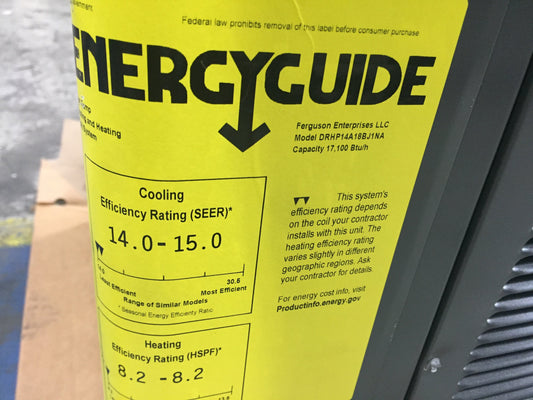 Federal law prohibits removal of this label before consumer purchase
ENERGYGUIDE
and Heating
Ferguson Enterprises LLC
Model DRHP14A18BJ1NA
Capacity 17,100 Btu/h
Cooling
Efficiency Rating (SEER)*
14.0-15.0
30.5
Least Efficient
Most Efficient
Range of Similar Models
* Seasonal Energy Efficiency Ratio
This system's
efficiency rating depends
on the coil your contractor
installs with this unit. The
heating efficiency rating
varies slightly in different
geographic regions. Ask
your contractor for details.
For energy cost info, visit
Productinfo.energy.gov
Heating
Efficiency Rating (HSPF)*
8.2 -8.2